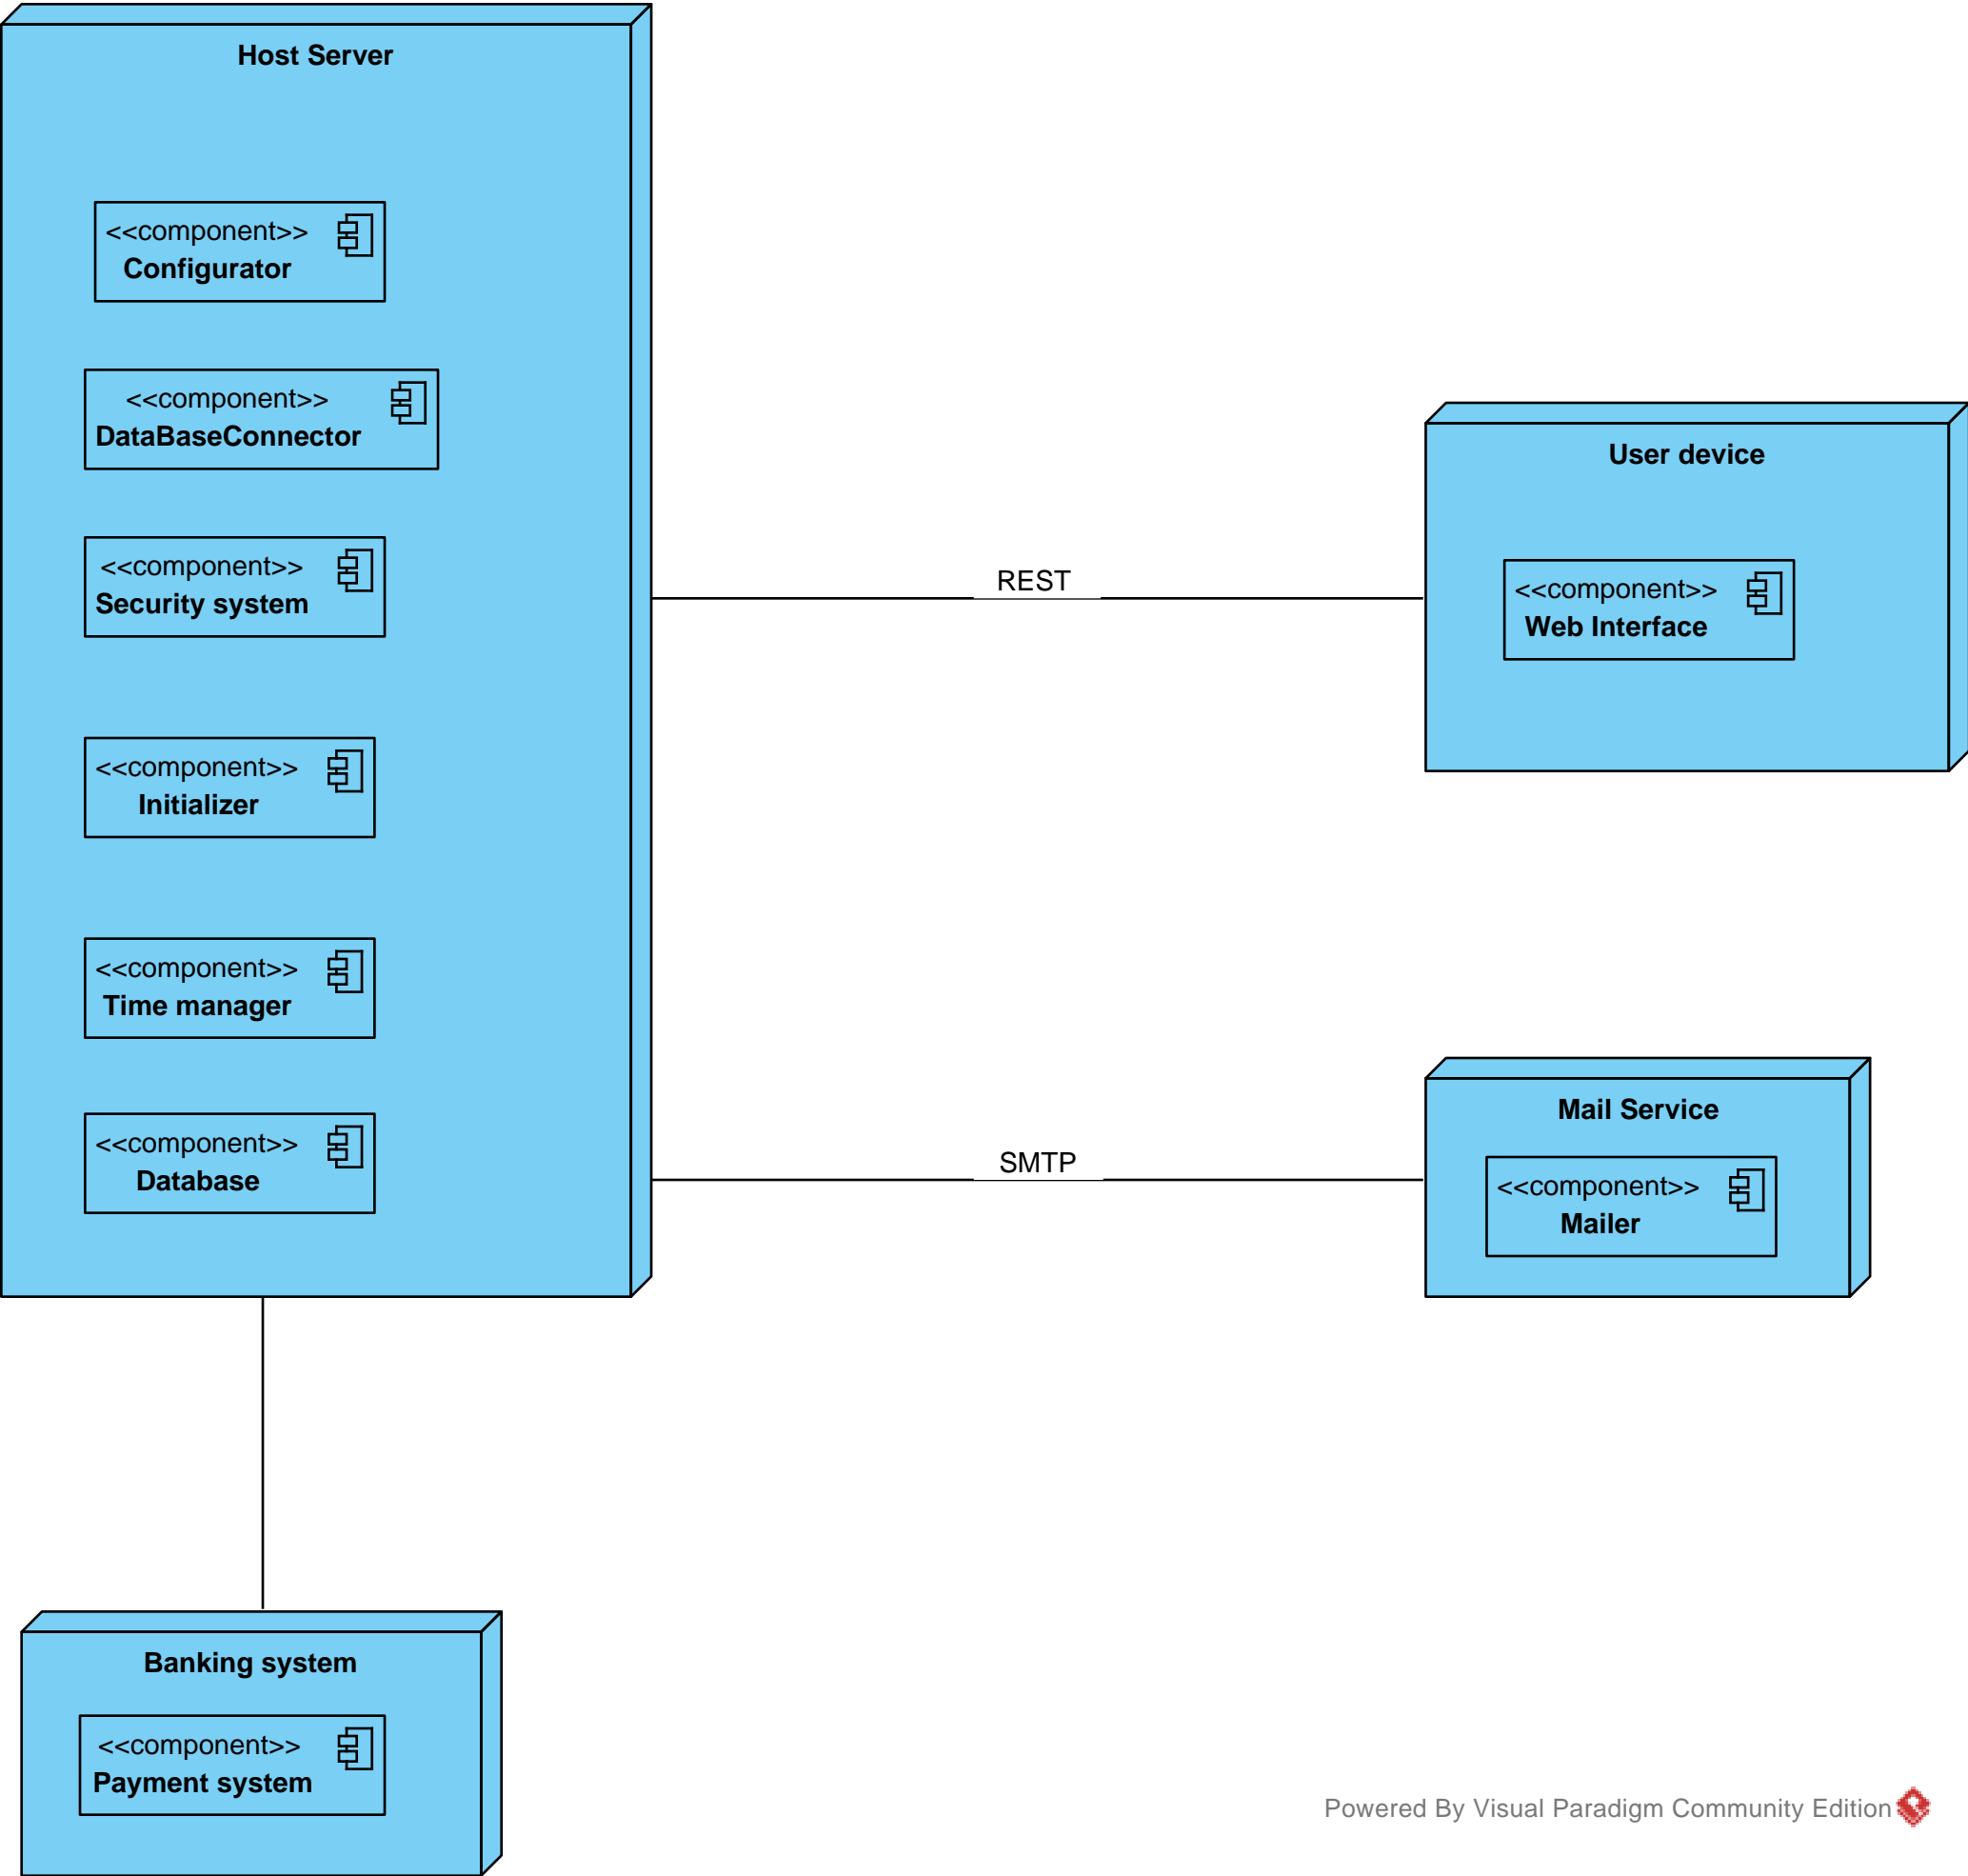 Host Server
<<component>>
Configurator
<<component>>
DataBaseConnector
<<component>>
Security system
<<component>>
Initializer
<<component>>
Time manager
<<component>>
Database
REST
User device
<<component>>
Web Interface
SMTP
Mail Service
<<component>>
Mailer
Banking system
<<component>>
Payment system
Powered By Visual Paradigm Community Edition